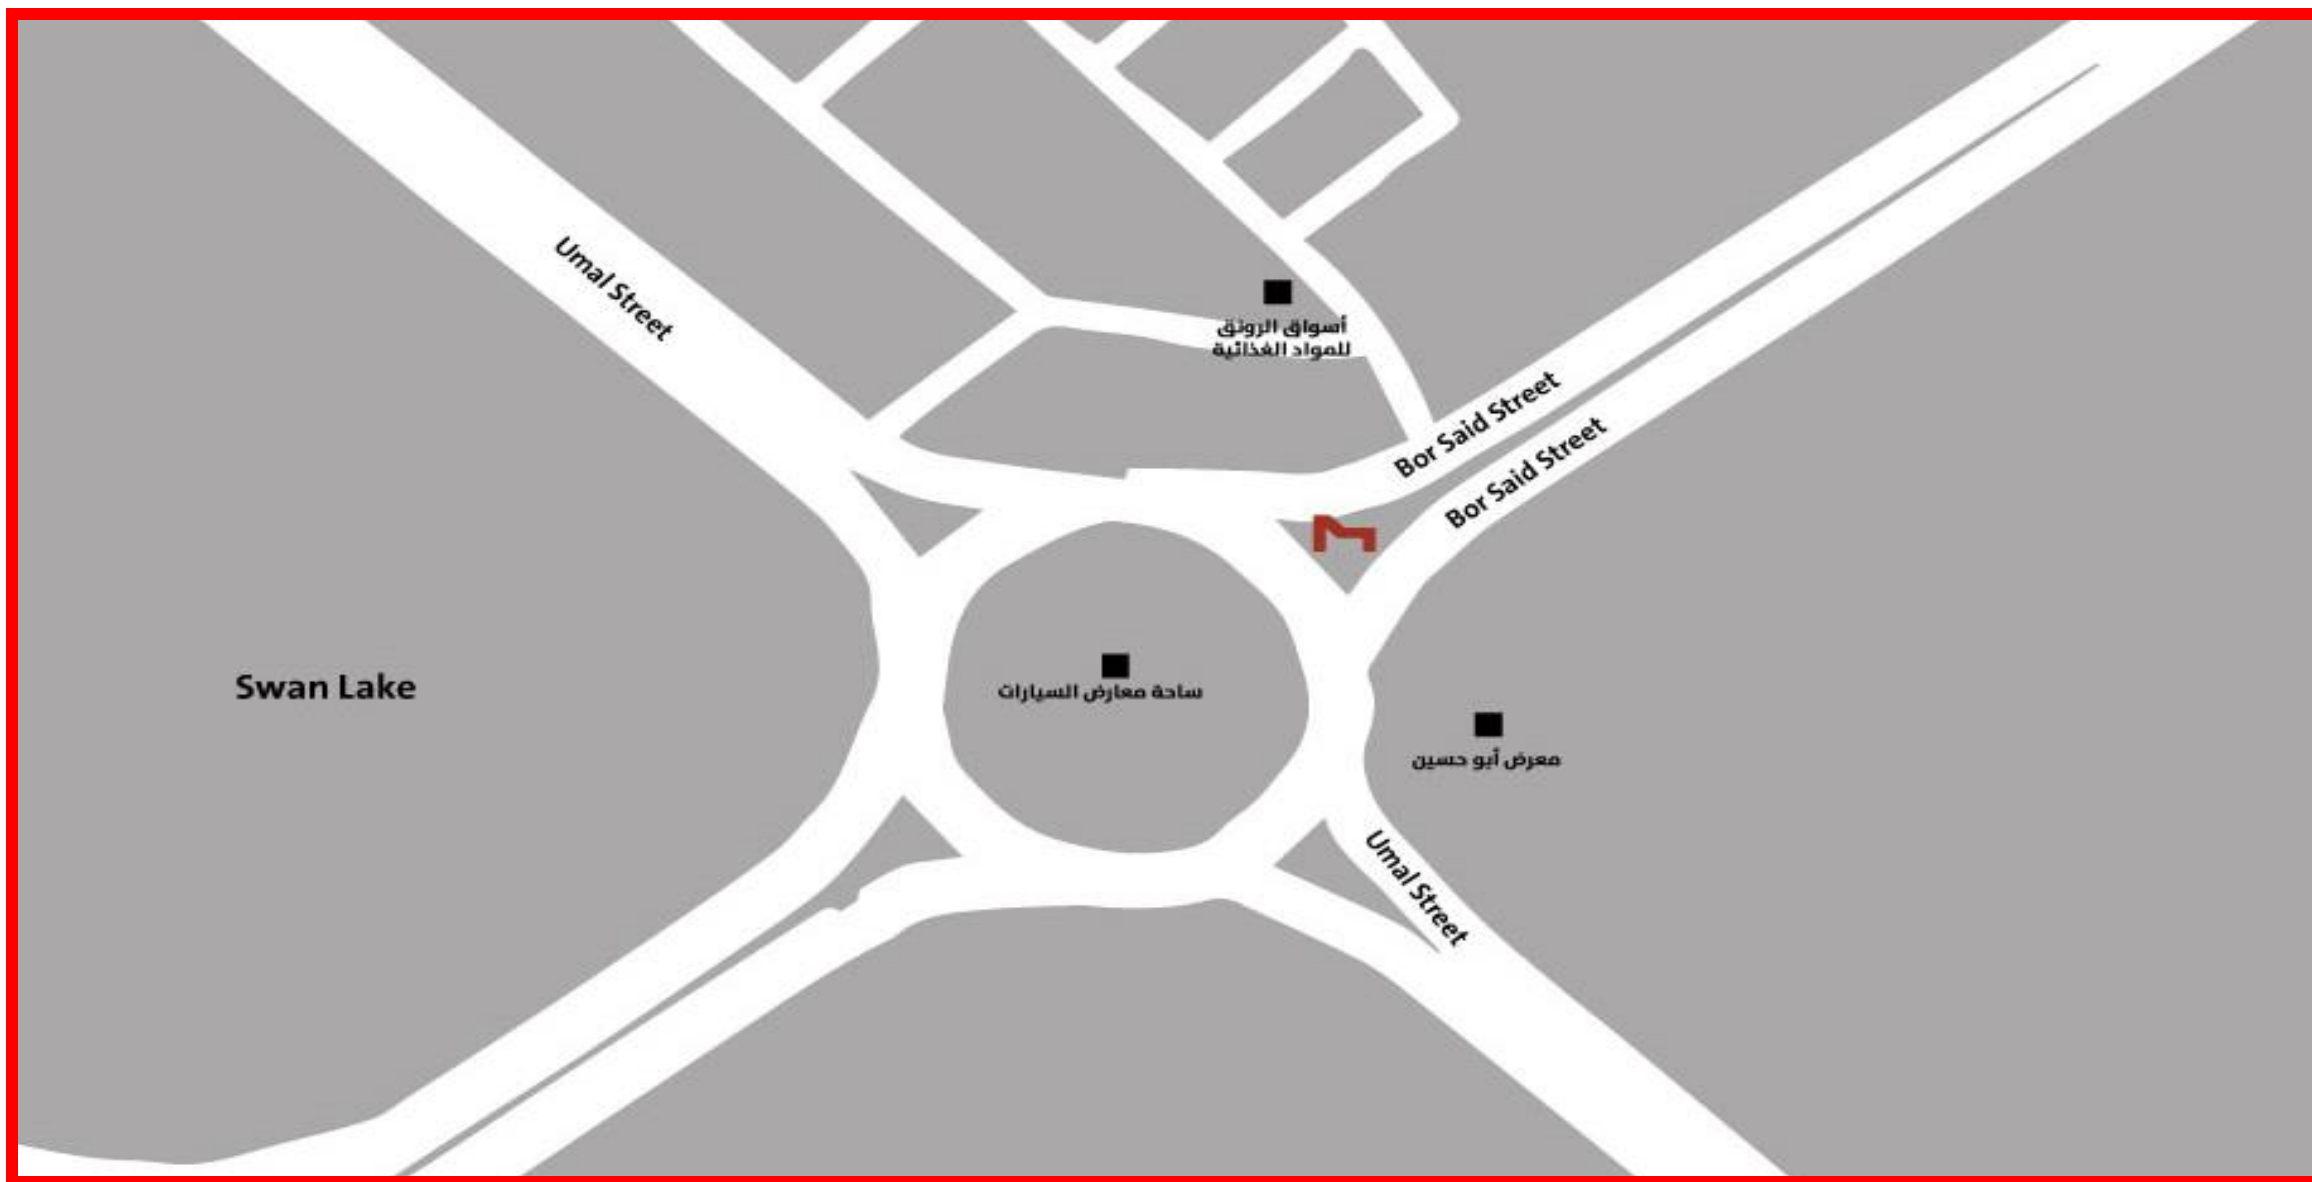 Umal Street
أسواق الرونق
للمواد الغذائية
Bor Said Street
Bor Said Street
Swan Lake
ساحة معارض السيارات
معرض أبو حسين
Umal Street